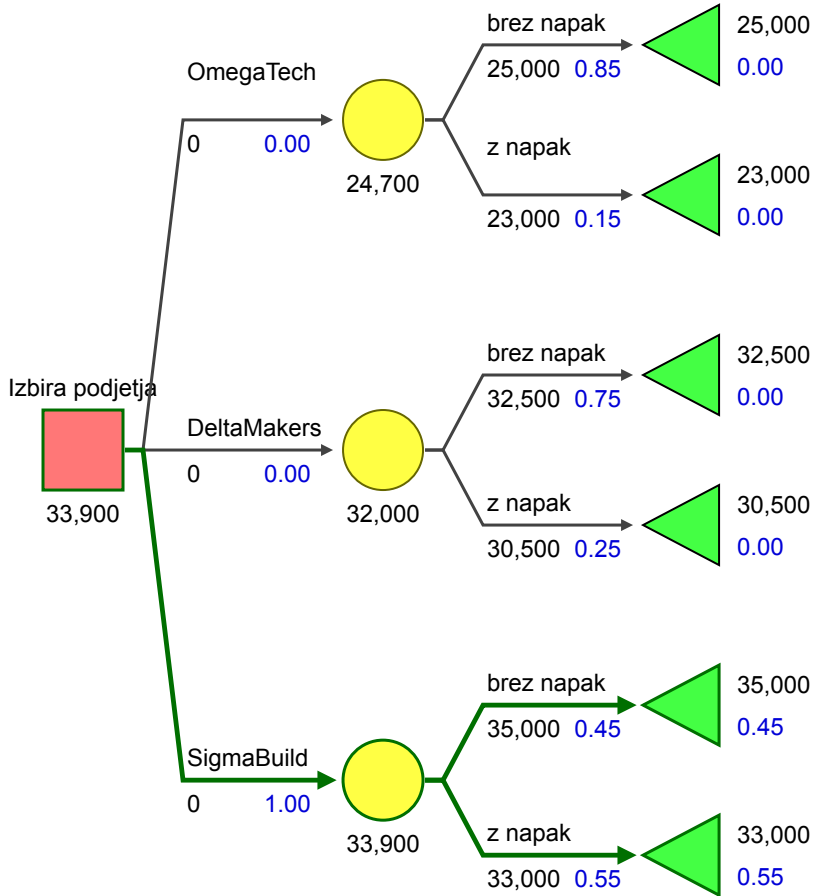 brez napak
25,000
25,000 0.85
0.00
OmegaTech
0 0.00
24,700
z napak
23,000
23,000 0.15
0.00
Izbira podjetja
33,900
brez napak
32,500
32,500 0.75
0.00
DeltaMakers
0 0.00
32,000
z napak
30,500
30,500 0.25
0.00
brez napak
35,000
35,000 0.45
0.45
SigmaBuild
0 1.00
33,900
z napak
33,000
33,000 0.55
0.55